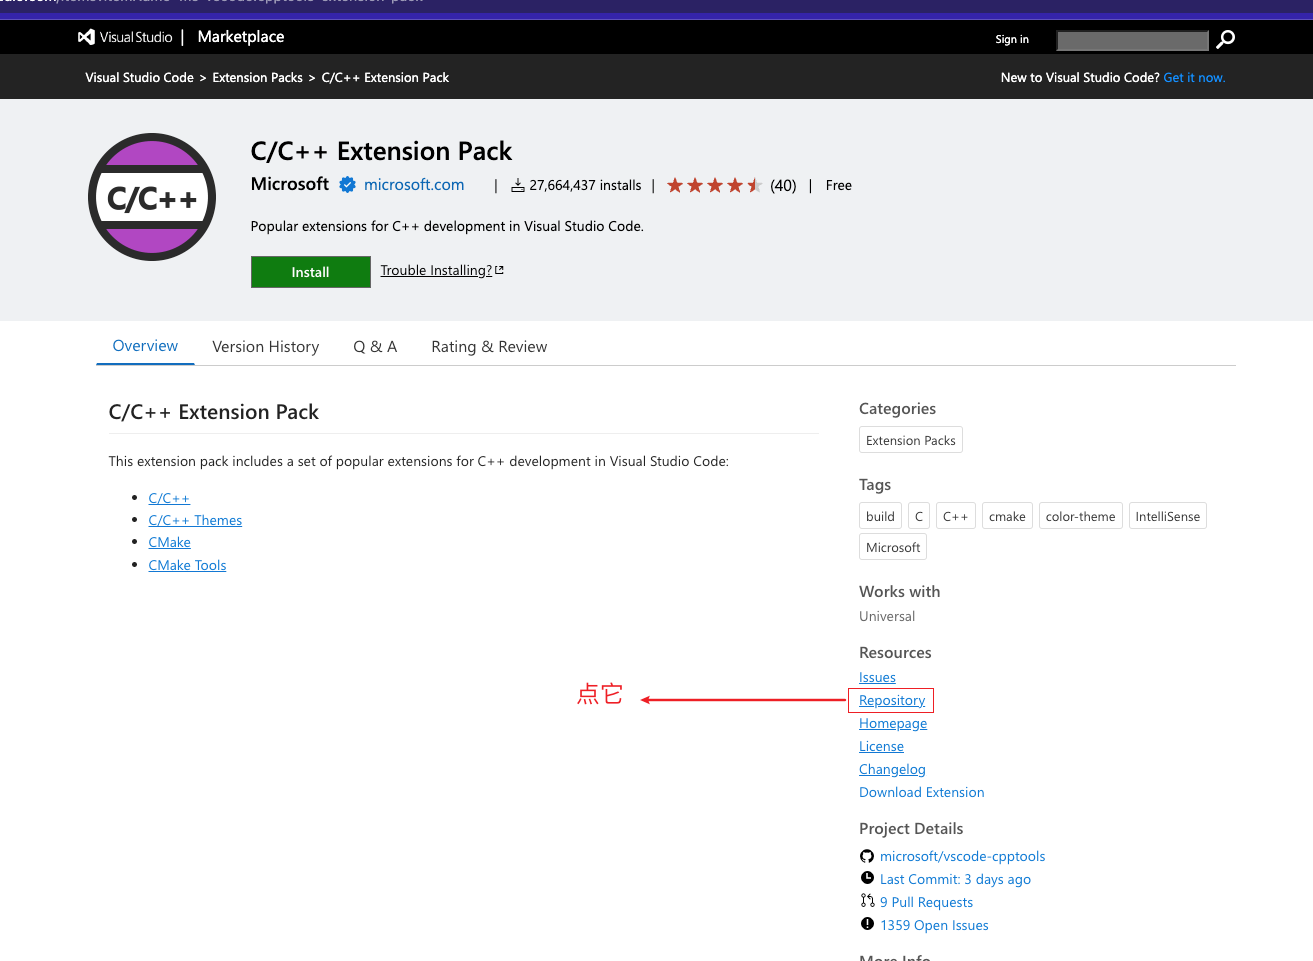 Visual Studio | Marketplace
Sign in
Visual Studio Code > Extension Packs > C/C++ Extension Pack
New to Visual Studio Code? Get it now.
C/C++
C/C++ Extension Pack
Microsoft microsoft.com | 27,664,437 installs | (40) | Free
Popular extensions for C++ development in Visual Studio Code.
Install
Trouble Installing?
Overview Version History Q & A Rating & Review
C/C++ Extension Pack
This extension pack includes a set of popular extensions for C++ development in Visual Studio Code:
C/C++
C/C++ Themes
CMake
CMake Tools
点它
Categories
Extension Packs
Tags
build C C++ cmake color-theme IntelliSense
Microsoft
Works with
Universal
Resources
Issues
Repository
Homepage
License
Changelog
Download Extension
Project Details
microsoft/vscode-cpptools
Last Commit: 3 days ago
9 Pull Requests
1359 Open Issues
More Info